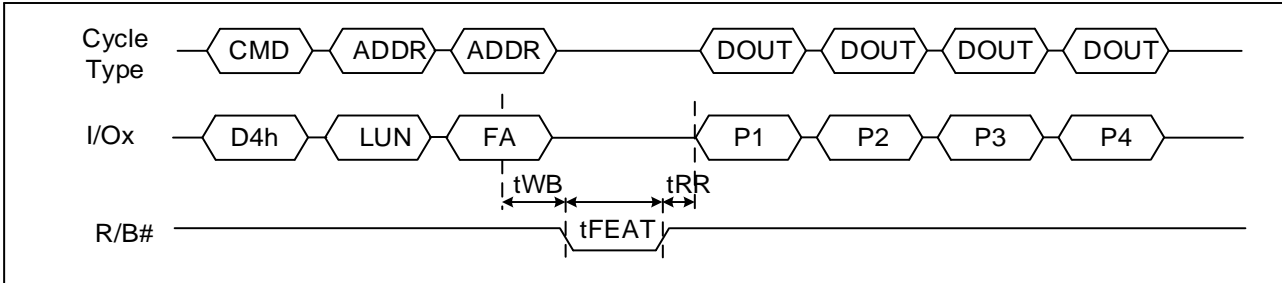 Cycle Type CMD ADDR ADDR DOUT DOUT DOUT DOUT
I/Ox D4h LUN FA P1 P2 P3 P4
tWB tRR
R/B# tFEAT